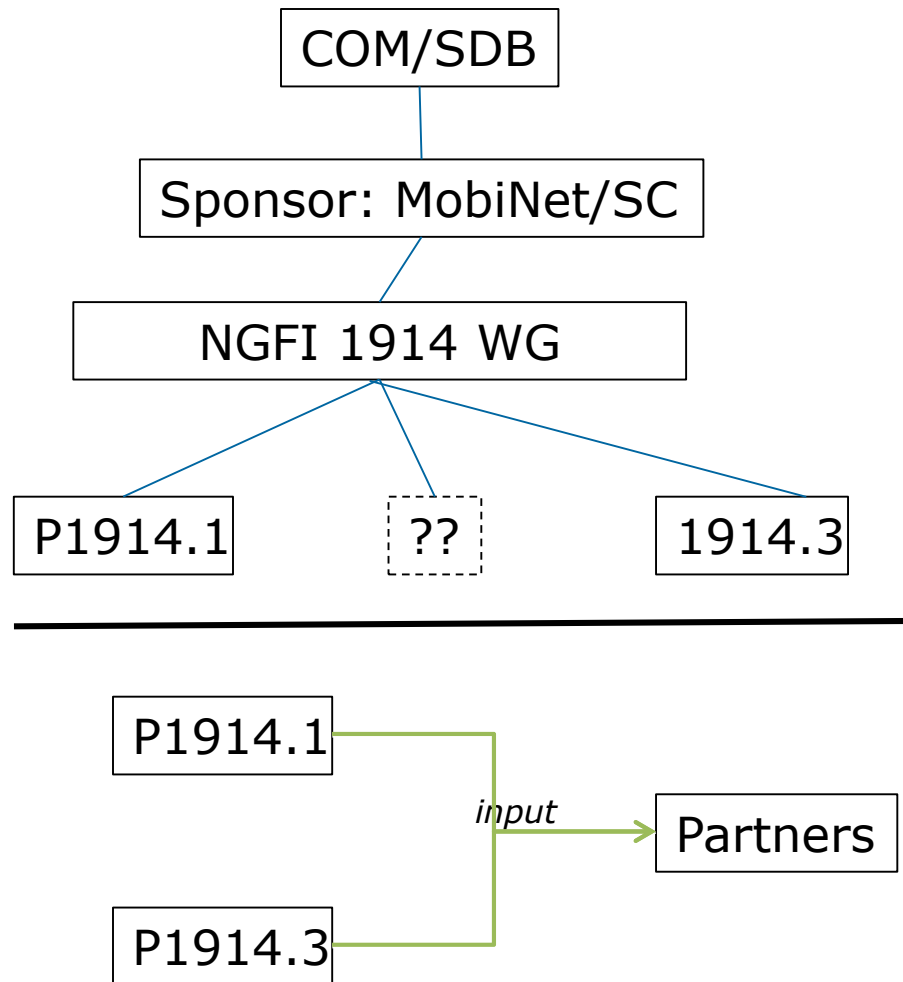 COM/SDB
Sponsor: MobiNet/SC
NGFI 1914 WG
P1914.1
??
1914.3
P1914.1
input
Partners
P1914.3